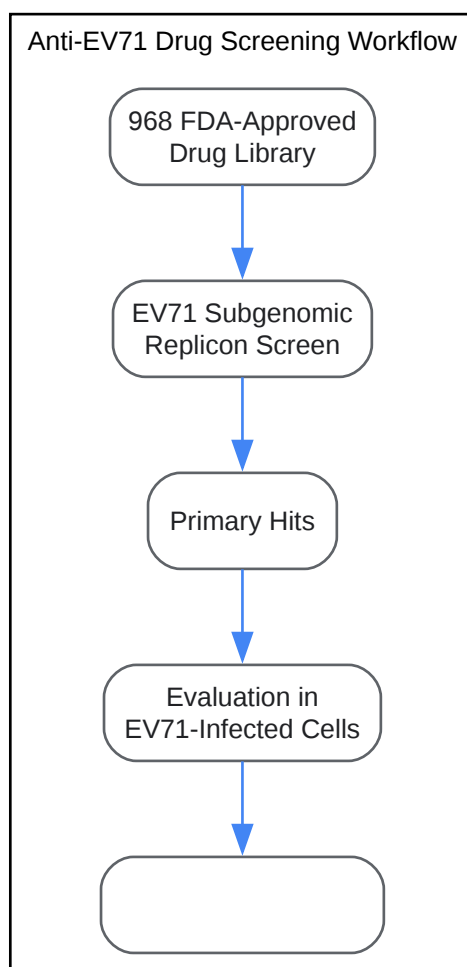 Anti-EV71 Drug Screening Workflow
968 FDA-Approved
Drug Library
EV71 Subgenomic
Replicon Screen
Primary Hits
Evaluation in
EV71-Infected Cells